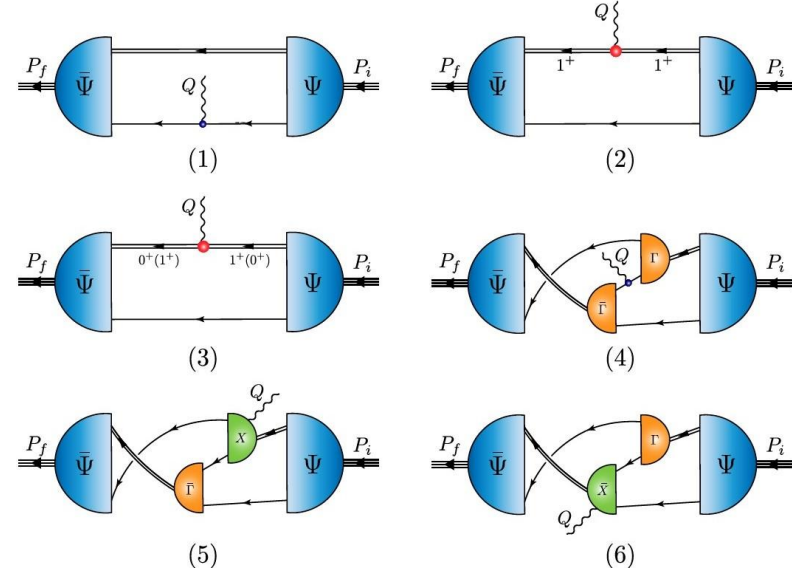 Q Q
P_f Ψ̄ Ψ P_i P_f Ψ̄ 1⁺ 1⁺ Ψ P_i
(1) (2)
Q
P_f Ψ̄ 0⁺(1⁺) 1⁺(0⁺) Ψ P_i P_f Ψ̄ Γ̄ Q Γ Ψ P_i
(3) (4)
Q
P_f Ψ̄ Γ̄ X Ψ P_i P_f Ψ̄ X̄ Γ Ψ P_i
Q
(5) (6)